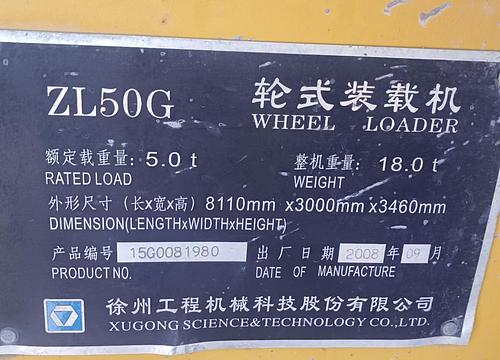 ZL50G 轮式装载机
WHEEL LOADER
额定载重量: 5.0 t 整机重量: 18.0 t
RATED LOAD WEIGHT
外形尺寸 (长x宽x高) 8110mm x3000mm x3460mm
DIMENSION(LENGTHxWIDTHxHEIGHT)
产品编号 15G0081980 出厂日期 2008 年 09 月
PRODUCT NO. DATE OF MANUFACTURE
徐州工程机械科技股份有限公司
XUGONG SCIENCE&TECHNOLOGY CO.,LTD.